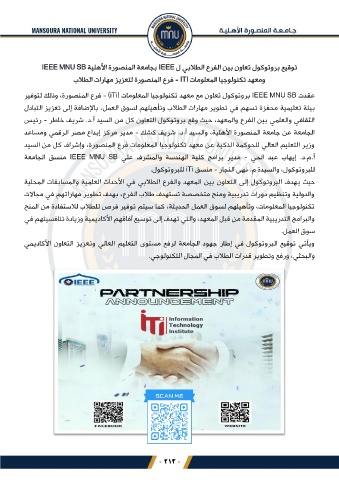 MANSOURA NATIONAL UNIVERSITY
جامعة المنصورة الأهلية
توقيع بروتوكول تعاون بين الفرع الطلابي ل IEEE بجامعة المنصورة الأهلية IEEE MNU SB
ومعهد تكنولوجيا المعلومات ITI - فرع المنصورة لتعزيز مهارات الطلاب
عقدت IEEE MNU SB بروتوكول تعاون مع معهد تكنولوجيا المعلومات (ITI) - فرع المنصورة، وذلك لتوفير
بيئة تعليمية محفزة تسهم في تطوير مهارات الطلاب وتأهيلهم لسوق العمل، بالإضافة إلى تعزيز التبادل
الثقافي والعلمي بين الفرع والمعهد، حيث وقع بروتوكول التعاون كل من السيد أ.د. شريف خاطر - رئيس
الجامعة عن جامعة المنصورة الأهلية، والسيد أ.د. شريف كشك - مدير مركز إبداع مصر الرقمي ومساعد
وزير التعليم العالي للحوكمة الذكية عن معهد تكنولوجيا المعلومات فرع المنصورة، وإشراف كل من السيد
أ.م.د. إيهاب عبد الحي - مدير برامج كلية الهندسة والمشرف على IEEE MNU SB منسق الجامعة
للبروتوكول، والسيدة م. نهى النجار - منسق ITI للبروتوكول.
حيث يهدف البروتوكول إلى التعاون بين المعهد والفرع الطلابي في الأحداث العلمية والمسابقات المحلية
والدولية وتنظيم دورات تدريبية ومنح متخصصة تستهدف طلاب الفرع، بهدف تطوير مهاراتهم في مجالات
تكنولوجيا المعلومات، وتأهيلهم لسوق العمل الحديثة، كما سيتم توفير فرص للطلاب للاستفادة من المنح
والبرامج التدريبية المقدمة من قبل المعهد، والتي تهدف إلى توسيع آفاقهم الأكاديمية وزيادة تنافسيتهم في
سوق العمل.
ويأتي توقيع البروتوكول في إطار جهود الجامعة لرفع مستوى التعليم العالي وتعزيز التعاون الأكاديمي
والبحثي، ورفع وتطوير قدرات الطلاب في المجال التكنولوجي.
IEEE
PARTNERSHIP
ANNOUNCEMENT
iTi
Information
Technology
Institute
SCAN ME
FACEBOOK
WEBSITE
- ٢١٣ -